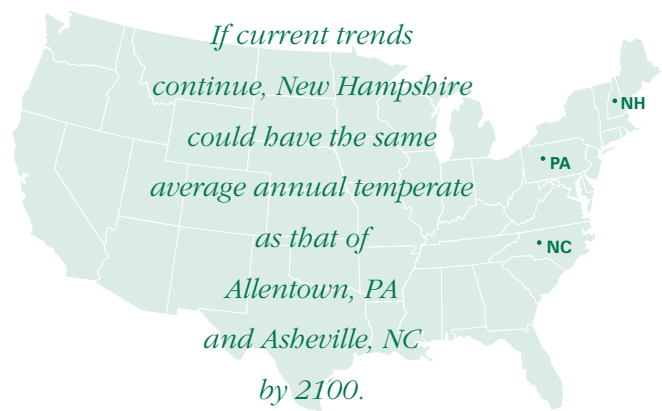 If current trends
continue, New Hampshire
could have the same
average annual temperate
as that of
Allentown, PA
and Asheville, NC
by 2100.
NH
PA
NC